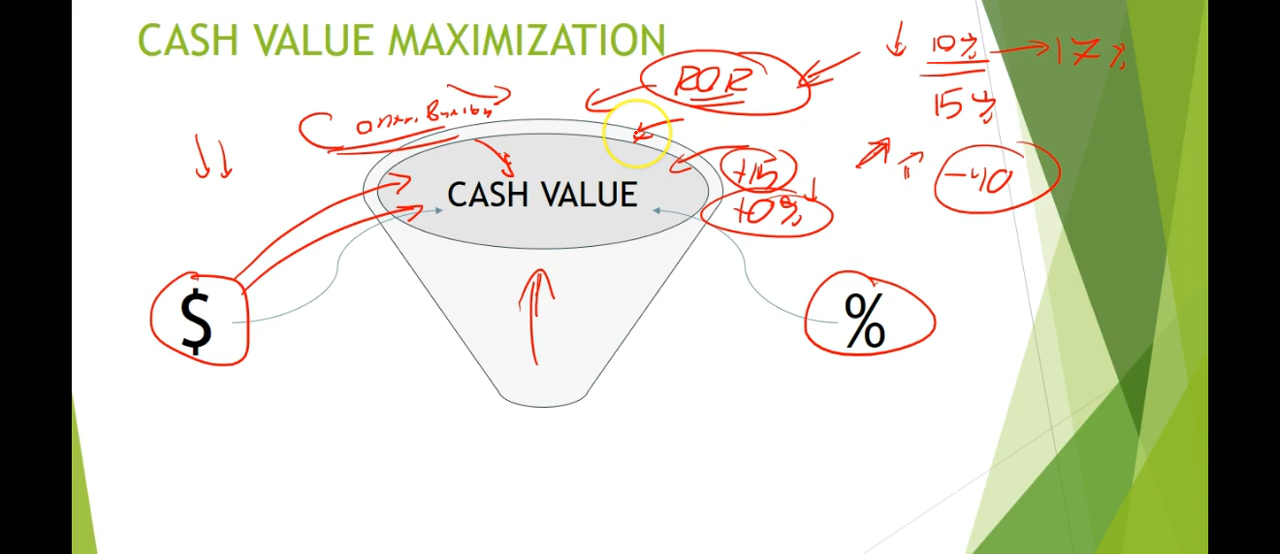 CASH VALUE MAXIMIZATION
ROR
10% → 17%
15%
+15
-40
+0%
CASH VALUE
$
%